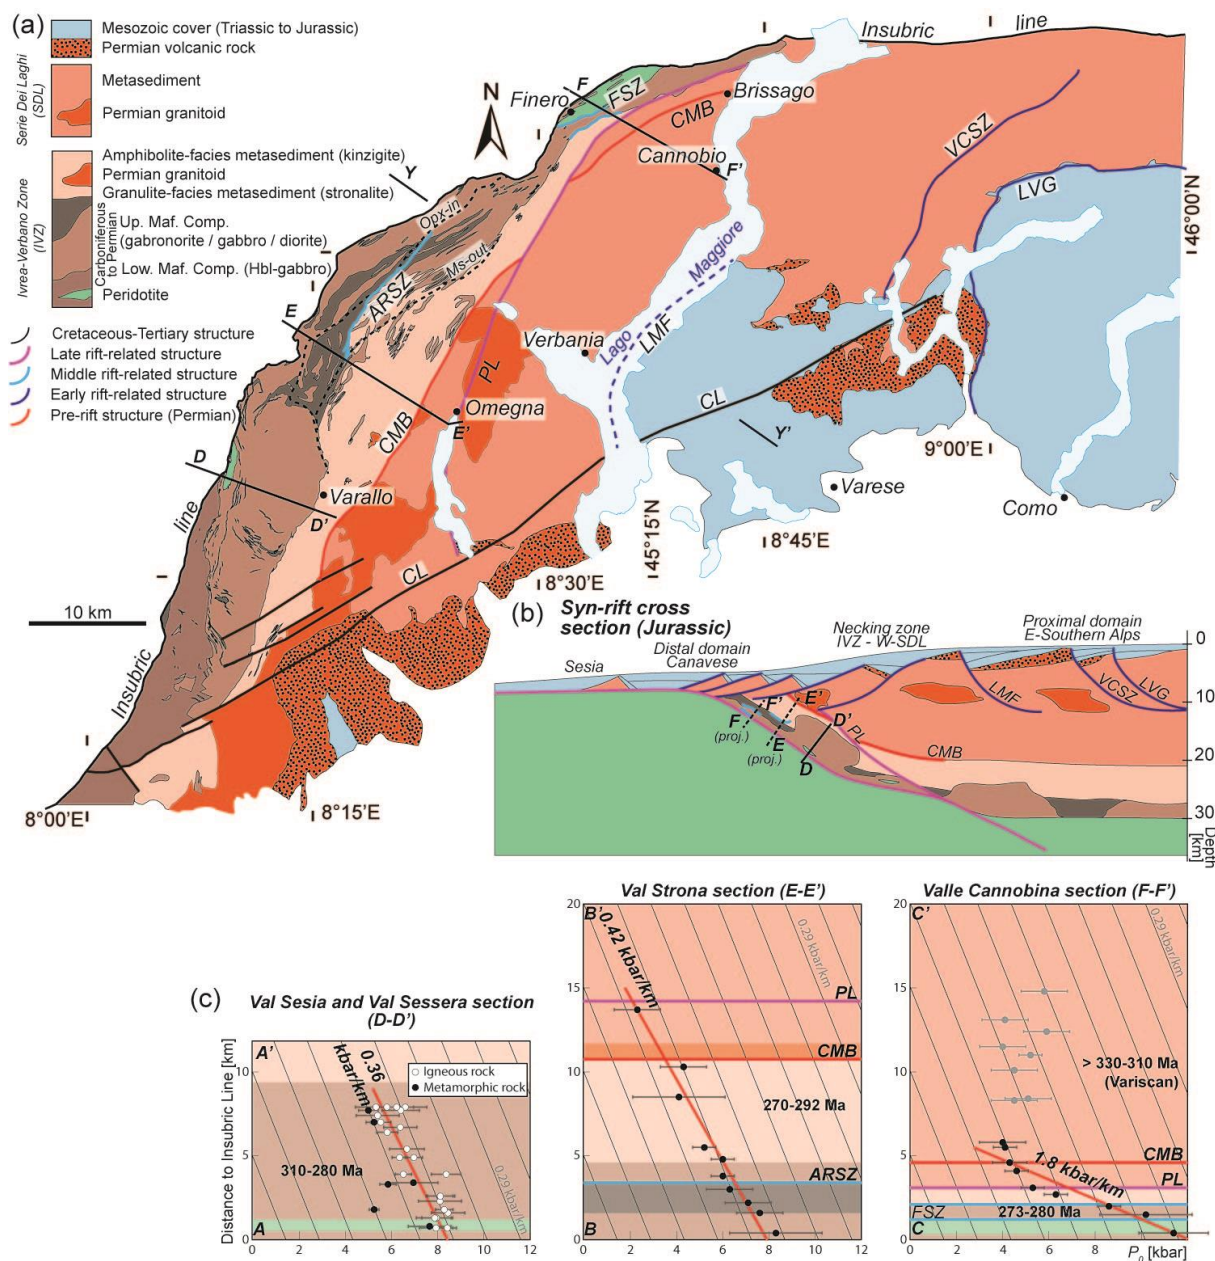 (a)
Mesozoic cover (Triassic to Jurassic)
Permian volcanic rock
Serie Dei Laghi
(SDL)
Metasediment
Permian granitoid
Ivrea-Verbano Zone
(IVZ)
Carboniferous
to Permian
Amphibolite-facies metasediment (kinzigite)
Permian granitoid
Granulite-facies metasediment (stronalite)
Up. Maf. Comp.
(gabronorite / gabbro / diorite)
to Low. Maf. Comp. (Hbl-gabbro)
Peridotite
Cretaceous-Tertiary structure
Late rift-related structure
Middle rift-related structure
Early rift-related structure
Pre-rift structure (Permian)
N
Insubric
line
F
Finero
FSZ
CMB
Brissago
Cannobio
F'
VCSZ
LVG
46°00'N
Y
Opx-in
Ms-out
ARSZ
E
Lago
Maggiore
LMF
Verbania
PL
CL
Omegna
E'
CMB
Y'
9°00'E
D
Varallo
D'
Varese
Como
line
CL
8°45'E
45°15'N
8°30'E
10 km
Insubric
8°15'E
8°00'E
(b)
Syn-rift cross
section (Jurassic)
Sesia
Distal domain
Canavese
Necking zone
IVZ - W-SDL
Proximal domain
E-Southern Alps
0
10
20
30
Depth
[km]
LMF
VCSZ
LVG
F
F'
(proj.)
E
E'
(proj.)
D
D'
PL
CMB
(c)
Val Sesia and Val Sessera section
(D-D')
Distance to Insubric Line [km]
A'
0.36
kbar/km
Igneous rock
Metamorphic rock
310-280 Ma
0.29 kbar/km
A
10
5
0
0 2 4 6 8 10 12
Val Strona section (E-E')
20
15
10
5
0
B'
0.42 kbar/km
0.29 kbar/km
PL
CMB
270-292 Ma
ARSZ
B
0 2 4 6 8 10 12
Valle Cannobina section (F-F')
20
15
10
5
0
C'
0.29 kbar/km
> 330-310 Ma
(Variscan)
CMB
1.8 kbar/km
PL
FSZ
273-280 Ma
C
0 2 4 6 8 P₀ [kbar]